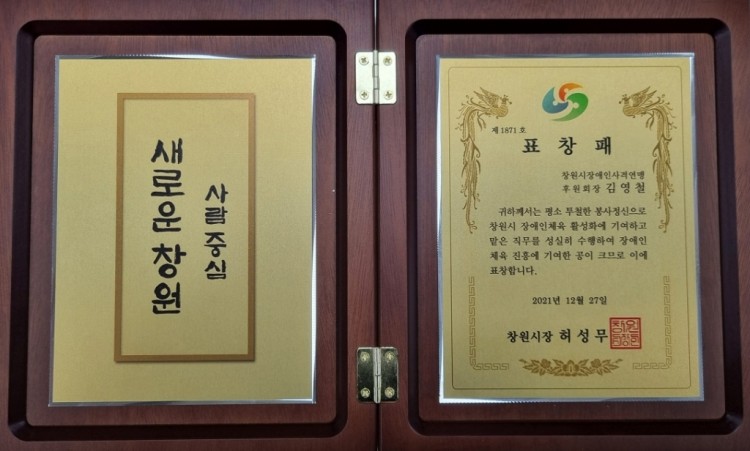 사람중심
새로운 창원
제1871호
표창패
창원시장애인사격연맹
후원회장 김영철
귀하께서는 평소 투철한 봉사정신으로
창원시 장애인체육 활성화에 기여하고
맡은 직무를 성실히 수행하여 장애인
체육 진흥에 기여한 공이 크므로 이에
표창합니다.
2021년 12월 27일
창원시장 허성무